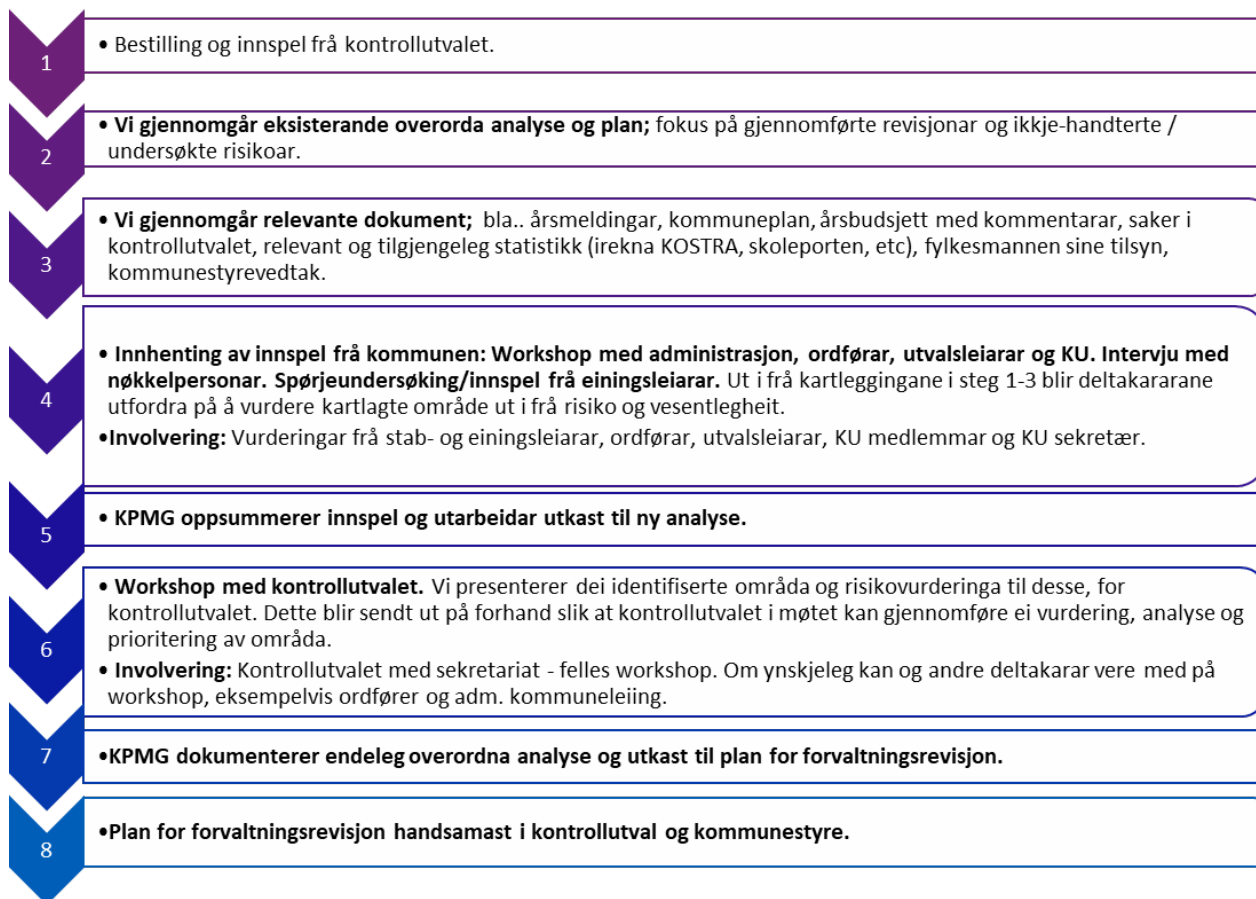 1
• Bestilling og innspel frå kontrollutvalet.
2
• Vi gjennomgår eksisterande overorda analyse og plan; fokus på gjennomførte revisjonar og ikkje-handterte /
undersøkte risikoar.
3
• Vi gjennomgår relevante dokument; bla.. årsmeldingar, kommuneplan, årsbudsjett med kommentarar, saker i
kontrollutvalet, relevant og tilgjengeleg statistikk (irekna KOSTRA, skoleporten, etc), fylkesmannen sine tilsyn,
kommunestyrevedtak.
4
• Innhenting av innspel frå kommunen: Workshop med administrasjon, ordførar, utvalsleiarar og KU. Intervju med
nøkkelpersonar. Spørjeundersøking/innspel frå einingsleiarar. Ut i frå kartleggingane i steg 1-3 blir deltakararane
utfordra på å vurdere kartlagte område ut i frå risiko og vesentlegheit.
•Involvering: Vurderingar frå stab- og einingsleiarar, ordførar, utvalsleiarar, KU medlemmar og KU sekretær.
5
• KPMG oppsummerer innspel og utarbeidar utkast til ny analyse.
6
• Workshop med kontrollutvalet. Vi presenterer dei identifiserte områda og risikovurderinga til desse, for
kontrollutvalet. Dette blir sendt ut på forhand slik at kontrollutvalet i møtet kan gjennomføre ei vurdering, analyse og
prioritering av områda.
• Involvering: Kontrollutvalet med sekretariat - felles workshop. Om ynskjeleg kan og andre deltakarar vere med på
workshop, eksempelvis ordfører og adm. kommuneleiing.
7
•KPMG dokumenterer endeleg overordna analyse og utkast til plan for forvaltningsrevisjon.
8
•Plan for forvaltningsrevisjon handsamast i kontrollutval og kommunestyre.